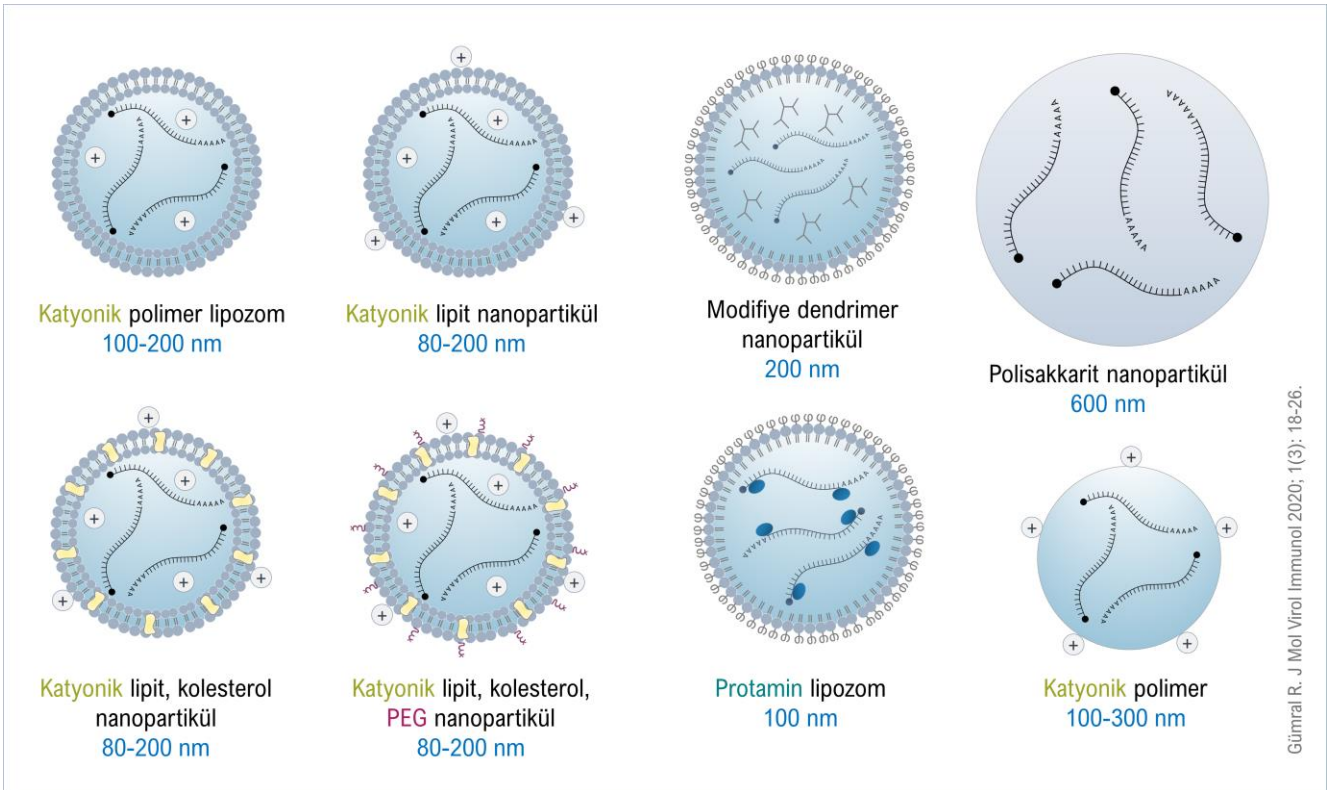 Katyonik polimer lipozom
100-200 nm
Katyonik lipit nanopartikül
80-200 nm
Modifiye dendrimer
nanopartikül
200 nm
Polisakkarit nanopartikül
600 nm
Katyonik lipit, kolesterol
nanopartikül
80-200 nm
Katyonik lipit, kolesterol,
PEG nanopartikül
80-200 nm
Protamin lipozom
100 nm
Katyonik polimer
100-300 nm
Gümral R. J Mol Virol Immunol 2020; 1(3): 18-26.